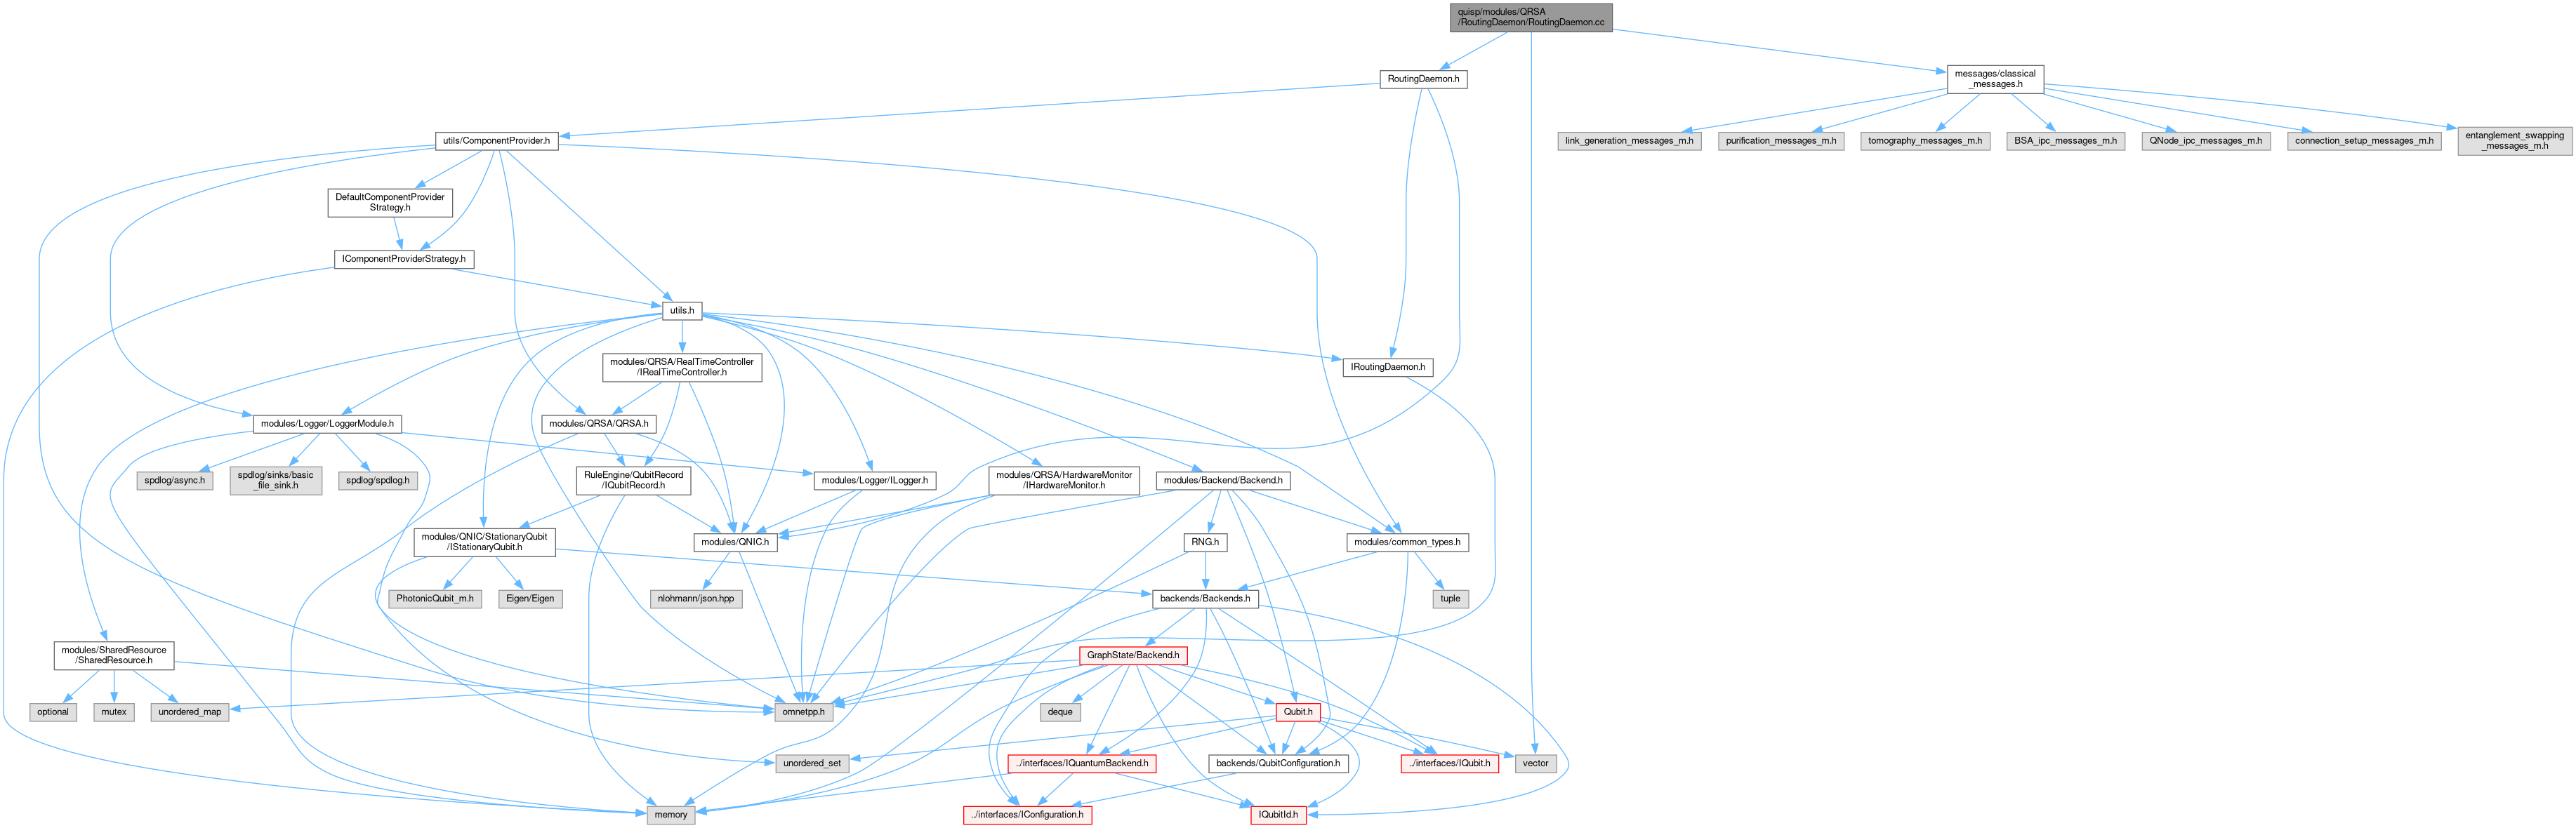 quisp/modules/QRSA
/RoutingDaemon/RoutingDaemon.cc
RoutingDaemon.h
messages/classical
_messages.h
utils/ComponentProvider.h
link_generation_messages_m.h
purification_messages_m.h
tomography_messages_m.h
BSA_ipc_messages_m.h
QNode_ipc_messages_m.h
connection_setup_messages_m.h
entanglement_swapping
_messages_m.h
DefaultComponentProvider
Strategy.h
IComponentProviderStrategy.h
utils.h
modules/QRSA/RealTimeController
/IRealTimeController.h
IRoutingDaemon.h
modules/Logger/LoggerModule.h
modules/QRSA/QRSA.h
spdlog/async.h
spdlog/sinks/basic
_file_sink.h
spdlog/spdlog.h
RuleEngine/QubitRecord
/IQubitRecord.h
modules/Logger/ILogger.h
modules/QRSA/HardwareMonitor
/IHardwareMonitor.h
modules/Backend/Backend.h
modules/QNIC/StationaryQubit
/IStationaryQubit.h
modules/QNIC.h
RNG.h
modules/common_types.h
PhotonicQubit_m.h
Eigen/Eigen
nlohmann/json.hpp
backends/Backends.h
tuple
modules/SharedResource
/SharedResource.h
GraphState/Backend.h
optional
mutex
unordered_map
omnetpp.h
deque
Qubit.h
unordered_set
../interfaces/IQuantumBackend.h
backends/QubitConfiguration.h
../interfaces/IQubit.h
vector
memory
../interfaces/IConfiguration.h
IQubitId.h